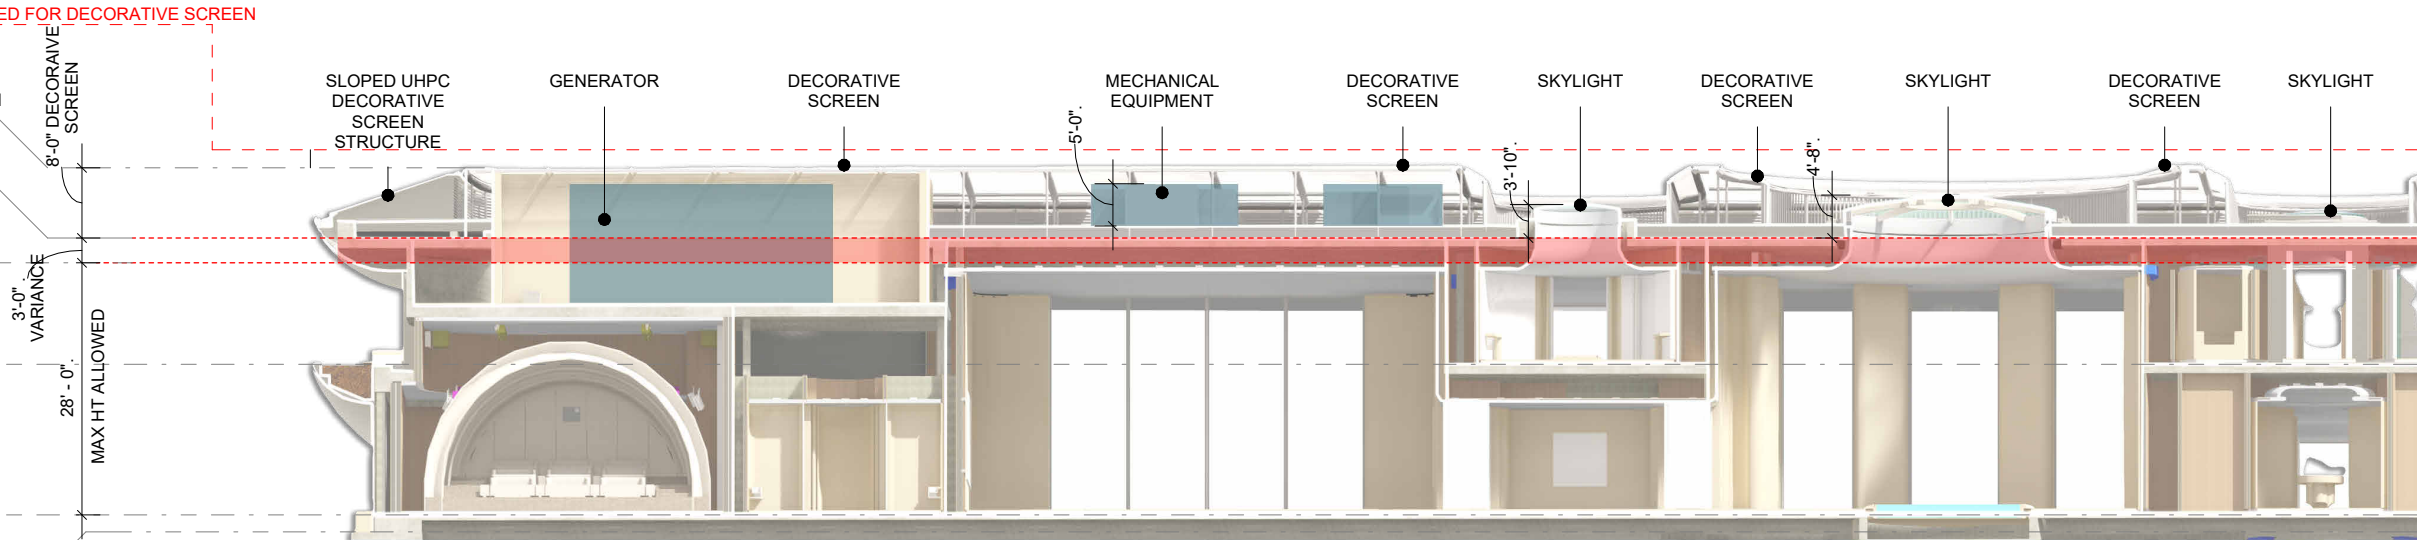 ED FOR DECORATIVE SCREEN
8'-0" DECORAIVE
SCREEN
SLOPED UHPC
DECORATIVE
SCREEN
STRUCTURE
GENERATOR
DECORATIVE
SCREEN
MECHANICAL
EQUIPMENT
5'-0".
DECORATIVE
SCREEN
SKYLIGHT
3'-10".
DECORATIVE
SCREEN
4'-8".
SKYLIGHT
DECORATIVE
SCREEN
SKYLIGHT
3'-0".
VARIANCE
28' - 0".
MAX HT ALLOWED